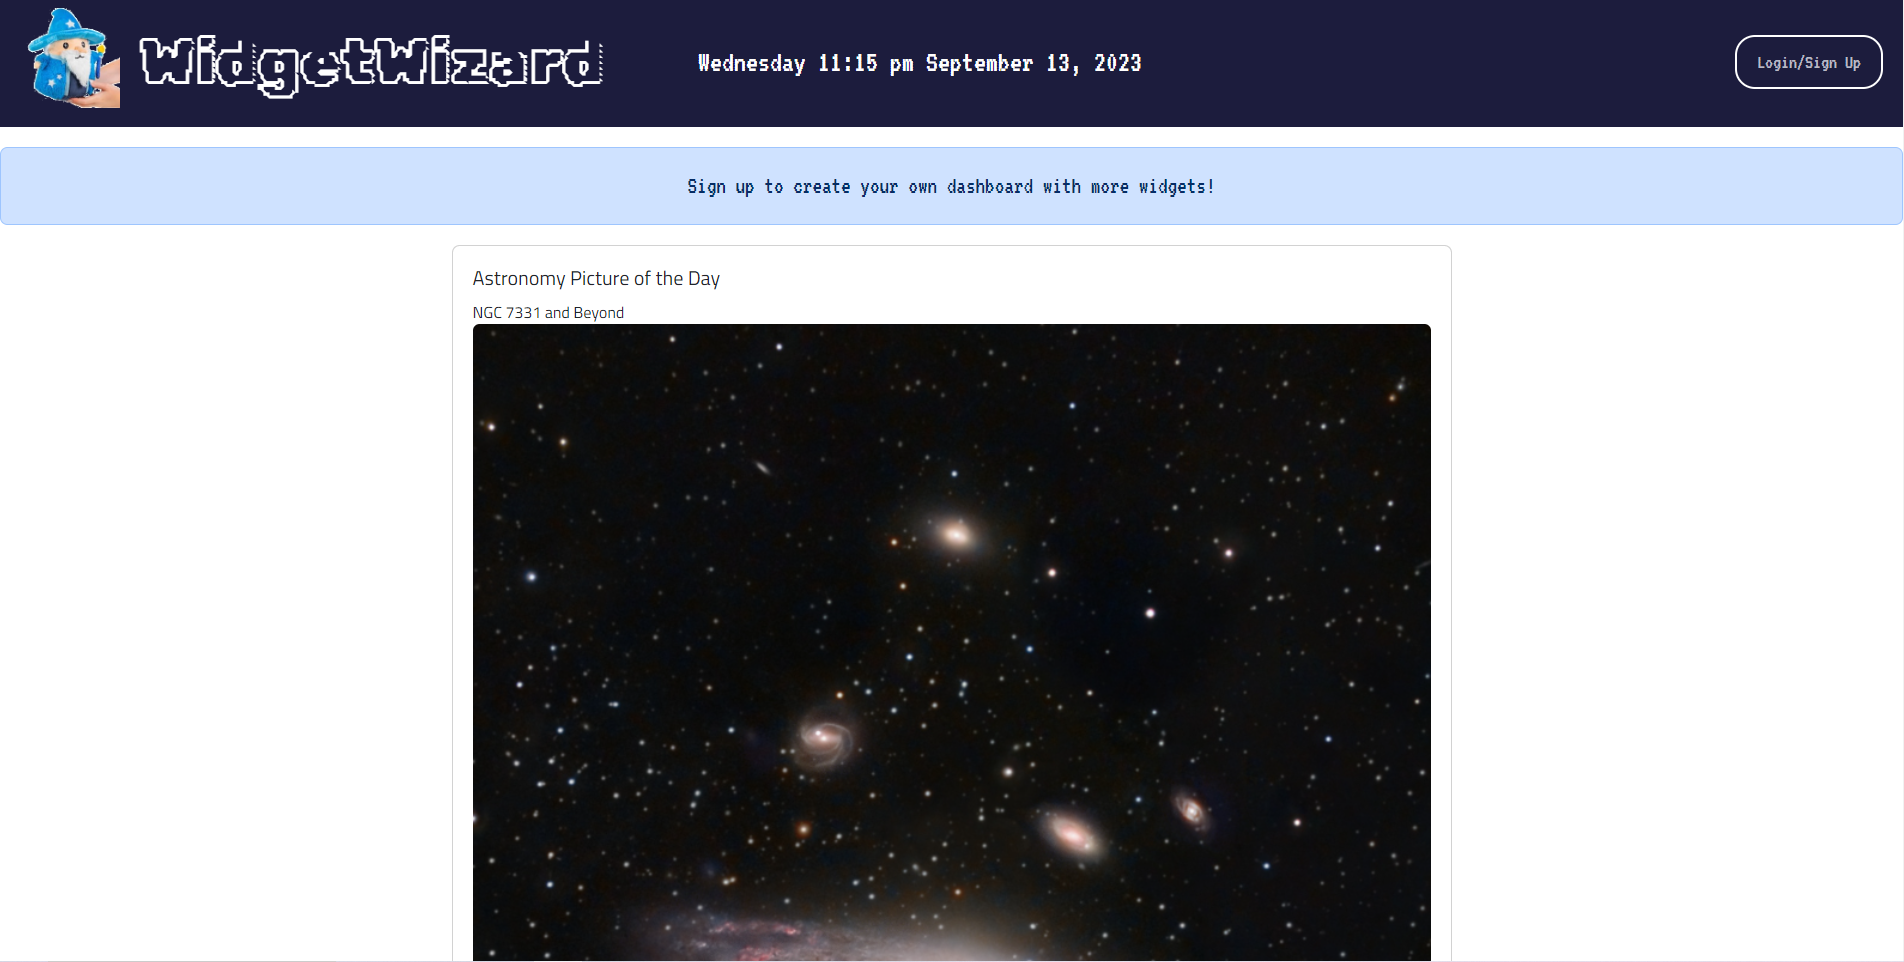 WidgetWizard
Wednesday 11:15 pm September 13, 2023
Login/Sign Up
Sign up to create your own dashboard with more widgets!
Astronomy Picture of the Day
NGC 7331 and Beyond